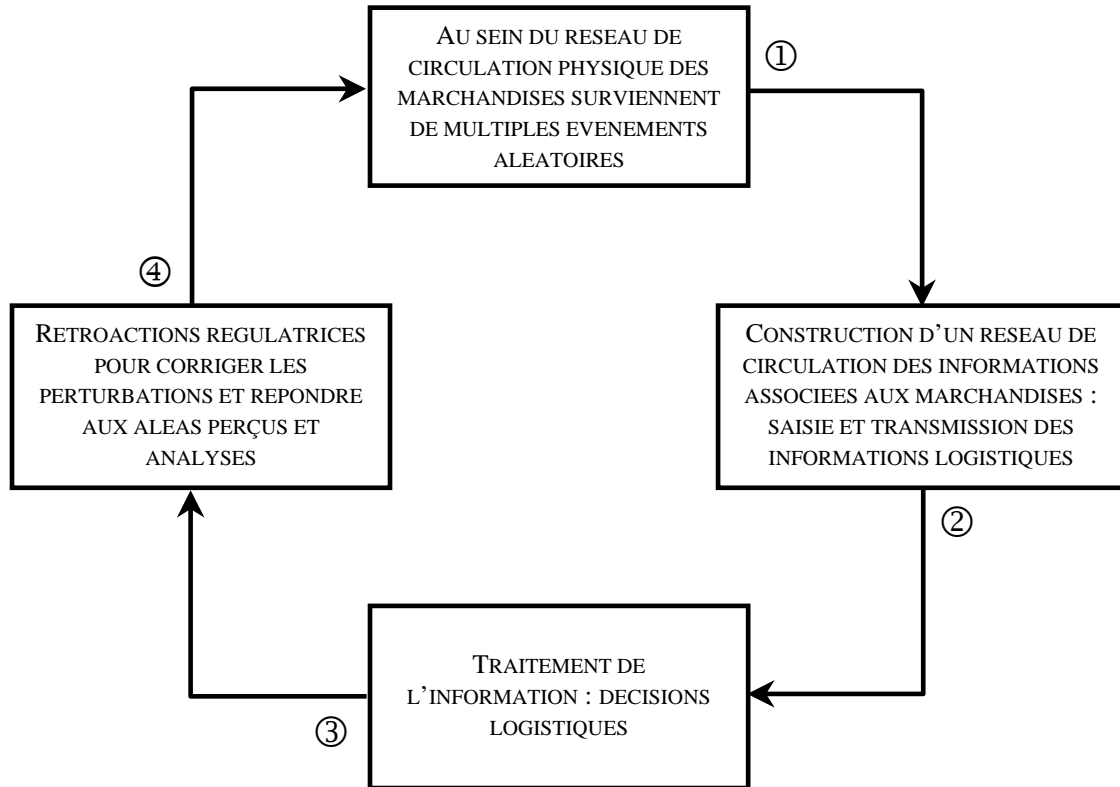 AU SEIN DU RESEAU DE
CIRCULATION PHYSIQUE DES
MARCHANDISES SURVIENNENT
DE MULTIPLES EVENEMENTS
ALEATOIRES
①
CONSTRUCTION D’UN RESEAU DE
CIRCULATION DES INFORMATIONS
ASSOCIEES AUX MARCHANDISES :
SAISIE ET TRANSMISSION DES
INFORMATIONS LOGISTIQUES
②
TRAITEMENT DE
L’INFORMATION : DECISIONS
LOGISTIQUES
③
RETROACTIONS REGULATRICES
POUR CORRIGER LES
PERTURBATIONS ET REPONDRE
AUX ALEAS PERÇUS ET
ANALYSES
④